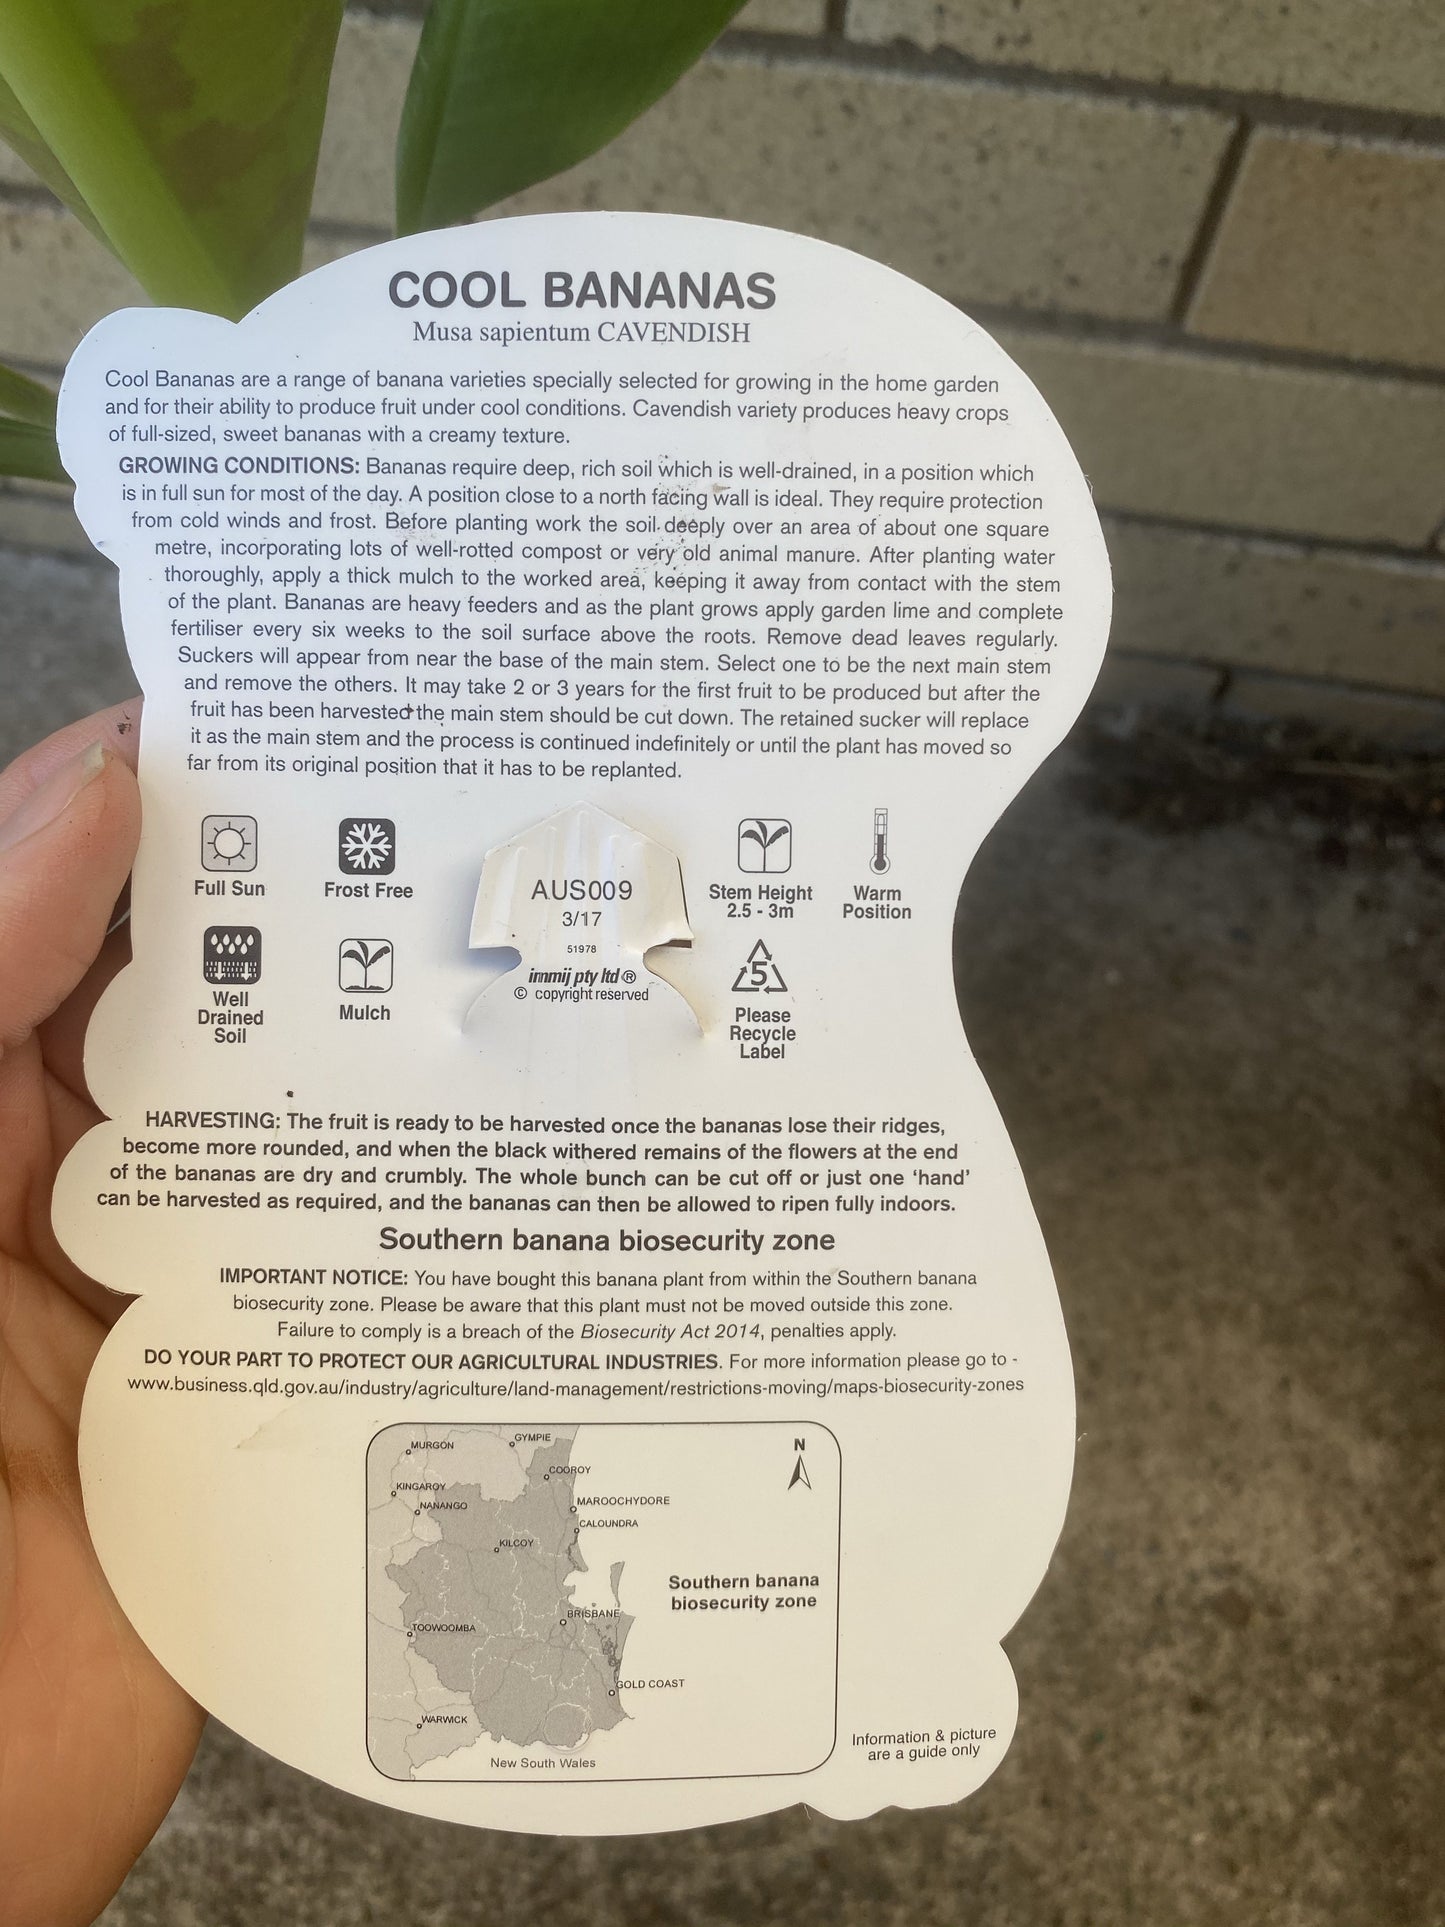 COOL BANANAS
Musa sapientum CAVENDISH
Cool Bananas are a range of banana varieties specially selected for growing in the home garden
and for their ability to produce fruit under cool conditions. Cavendish variety produces heavy crops
of full-sized, sweet bananas with a creamy texture.
GROWING CONDITIONS: Bananas require deep, rich soil which is well-drained, in a position which
is in full sun for most of the day. A position close to a north facing wall is ideal. They require protection
from cold winds and frost. Before planting work the soil deeply over an area of about one square
metre, incorporating lots of well-rotted compost or very old animal manure. After planting water
thoroughly, apply a thick mulch to the worked area, keeping it away from contact with the stem
of the plant. Bananas are heavy feeders and as the plant grows apply garden lime and complete
fertiliser every six weeks to the soil surface above the roots. Remove dead leaves regularly.
Suckers will appear from near the base of the main stem. Select one to be the next main stem
and remove the others. It may take 2 or 3 years for the first fruit to be produced but after the
fruit has been harvested the main stem should be cut down. The retained sucker will replace
it as the main stem and the process is continued indefinitely or until the plant has moved so
far from its original position that it has to be replanted.
Full Sun
Frost Free
AUS009
3/17
51978
immij pty ltd ®
© copyright reserved
Stem Height
2.5 - 3m
Warm
Position
Well
Drained
Soil
Mulch
5
Please
Recycle
Label
HARVESTING: The fruit is ready to be harvested once the bananas lose their ridges,
become more rounded, and when the black withered remains of the flowers at the end
of the bananas are dry and crumbly. The whole bunch can be cut off or just one ‘hand’
can be harvested as required, and the bananas can then be allowed to ripen fully indoors.
Southern banana biosecurity zone
IMPORTANT NOTICE: You have bought this banana plant from within the Southern banana
biosecurity zone. Please be aware that this plant must not be moved outside this zone.
Failure to comply is a breach of the Biosecurity Act 2014, penalties apply.
DO YOUR PART TO PROTECT OUR AGRICULTURAL INDUSTRIES. For more information please go to -
www.business.qld.gov.au/industry/agriculture/land-management/restrictions-moving/maps-biosecurity-zones
GYMPIE
MURGON
N
COOROY
KINGAROY
MAROOCHYDORE
NANANGO
CALOUNDRA
KILCOY
Southern banana
biosecurity zone
BRISBANE
TOOWOOMBA
GOLD COAST
WARWICK
New South Wales
Information & picture
are a guide only